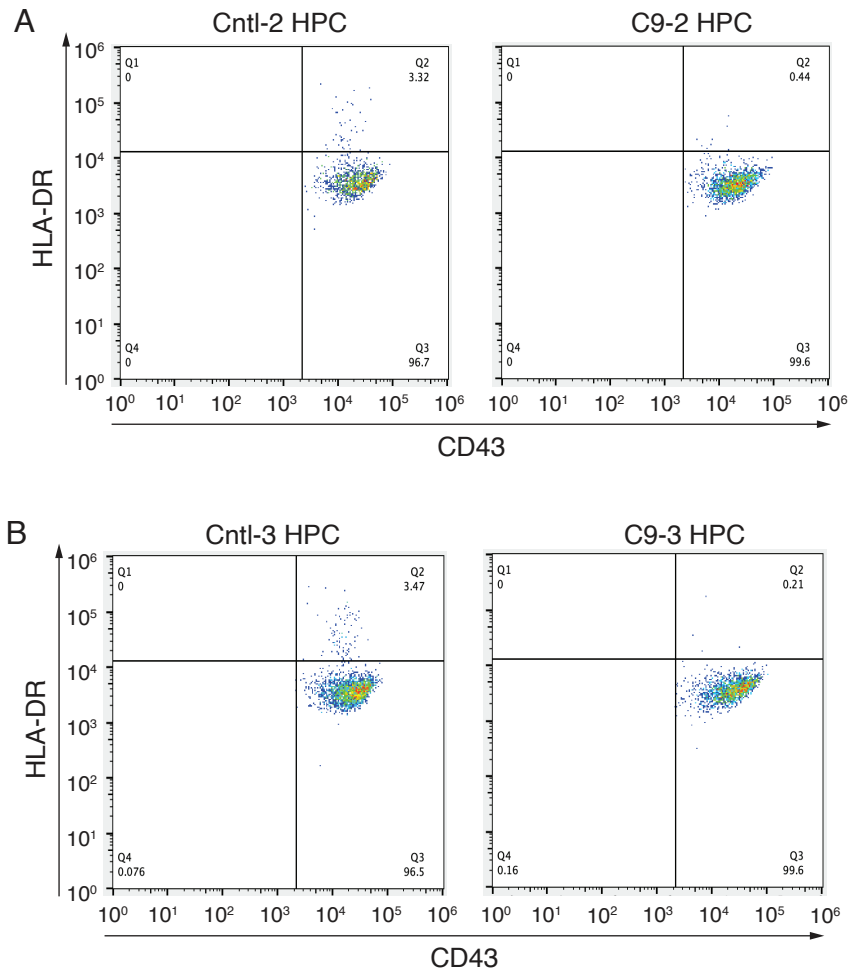 A
Cntl-2 HPC
C9-2 HPC
HLA-DR
10⁶
10⁵
10⁴
10³
10²
10¹
10⁰
Q1
0
Q2
3.32
Q4
0
Q3
96.7
Q1
0
Q2
0.44
Q4
0
Q3
99.6
10⁰ 10¹ 10² 10³ 10⁴ 10⁵ 10⁶
10⁰ 10¹ 10² 10³ 10⁴ 10⁵ 10⁶
CD43
B
Cntl-3 HPC
C9-3 HPC
HLA-DR
10⁶
10⁵
10⁴
10³
10²
10¹
10⁰
Q1
0
Q2
3.47
Q4
0.076
Q3
96.5
Q1
0
Q2
0.21
Q4
0.16
Q3
99.6
10⁰ 10¹ 10² 10³ 10⁴ 10⁵ 10⁶
10⁰ 10¹ 10² 10³ 10⁴ 10⁵ 10⁶
CD43